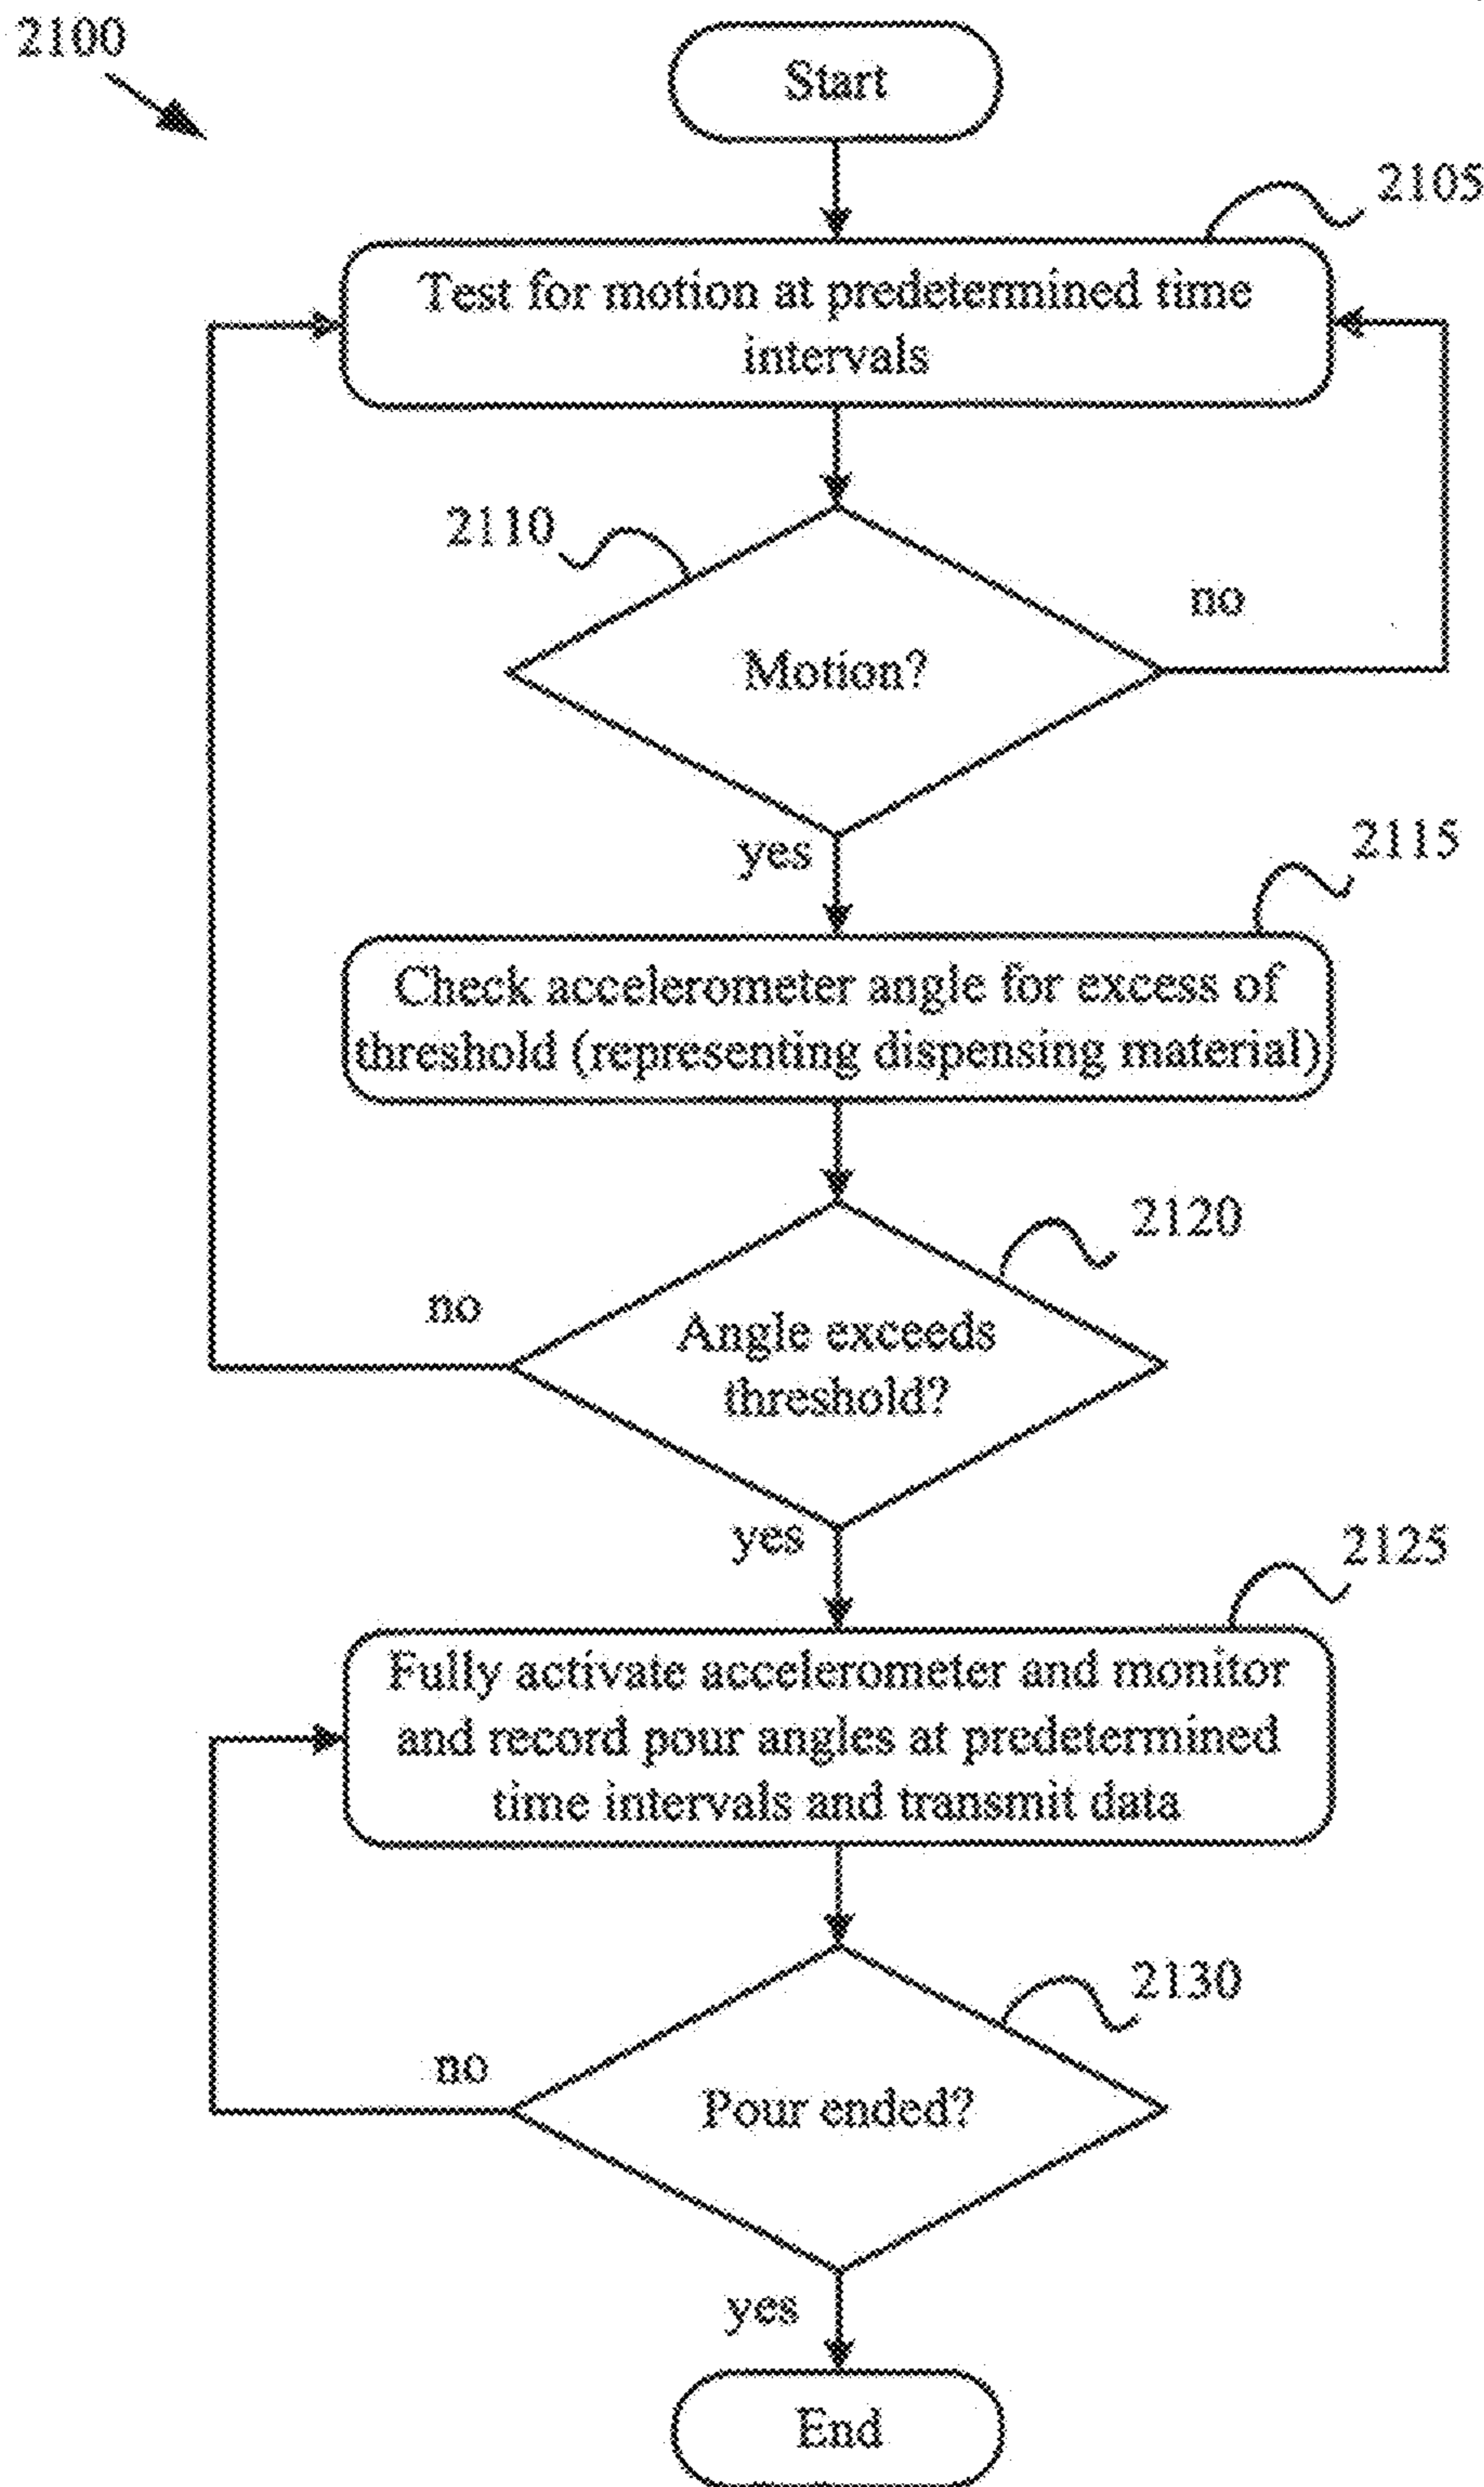 2100
Start
2105
Test for motion at predetermined time
intervals
2110
no
Motion?
yes
2115
Check accelerometer angle for excess of
threshold (representing dispensing material)
2120
no
Angle exceeds
threshold?
yes
2125
Fully activate accelerometer and monitor
and record pour angles at predetermined
time intervals and transmit data
2130
no
Pour ended?
yes
End